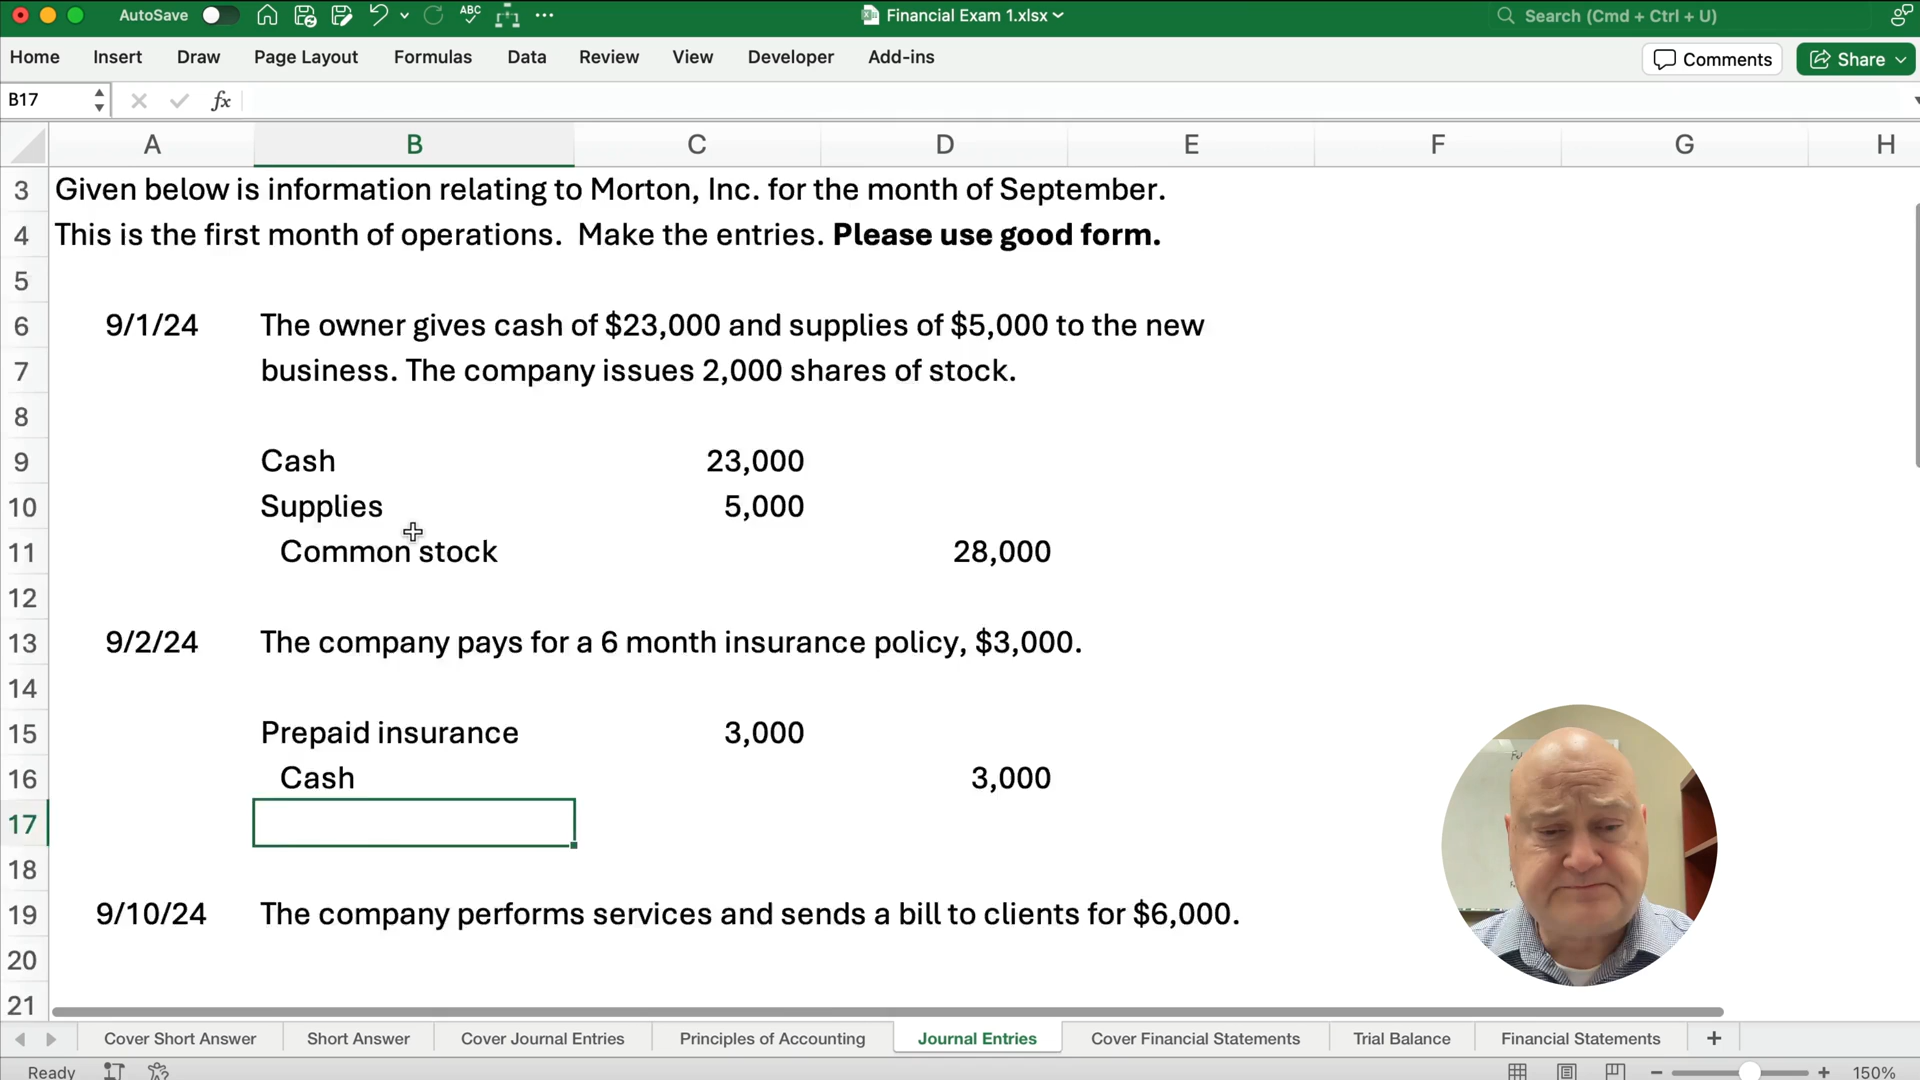 AutoSave
ABC
Financial Exam 1.xlsx
Search (Cmd + Ctrl + U)
Home Insert Draw Page Layout Formulas Data Review View Developer Add-ins
Comments Share
B17 fx
A B C D E F G H
3 Given below is information relating to Morton, Inc. for the month of September.
4 This is the first month of operations. Make the entries. Please use good form.
5
6 9/1/24 The owner gives cash of $23,000 and supplies of $5,000 to the new
7 business. The company issues 2,000 shares of stock.
8
9 Cash 23,000
10 Supplies 5,000
11 Common stock 28,000
12
13 9/2/24 The company pays for a 6 month insurance policy, $3,000.
14
15 Prepaid insurance 3,000
16 Cash 3,000
17
18
19 9/10/24 The company performs services and sends a bill to clients for $6,000.
20
21
Cover Short Answer Short Answer Cover Journal Entries Principles of Accounting Journal Entries Cover Financial Statements Trial Balance Financial Statements +
Ready − + 150%